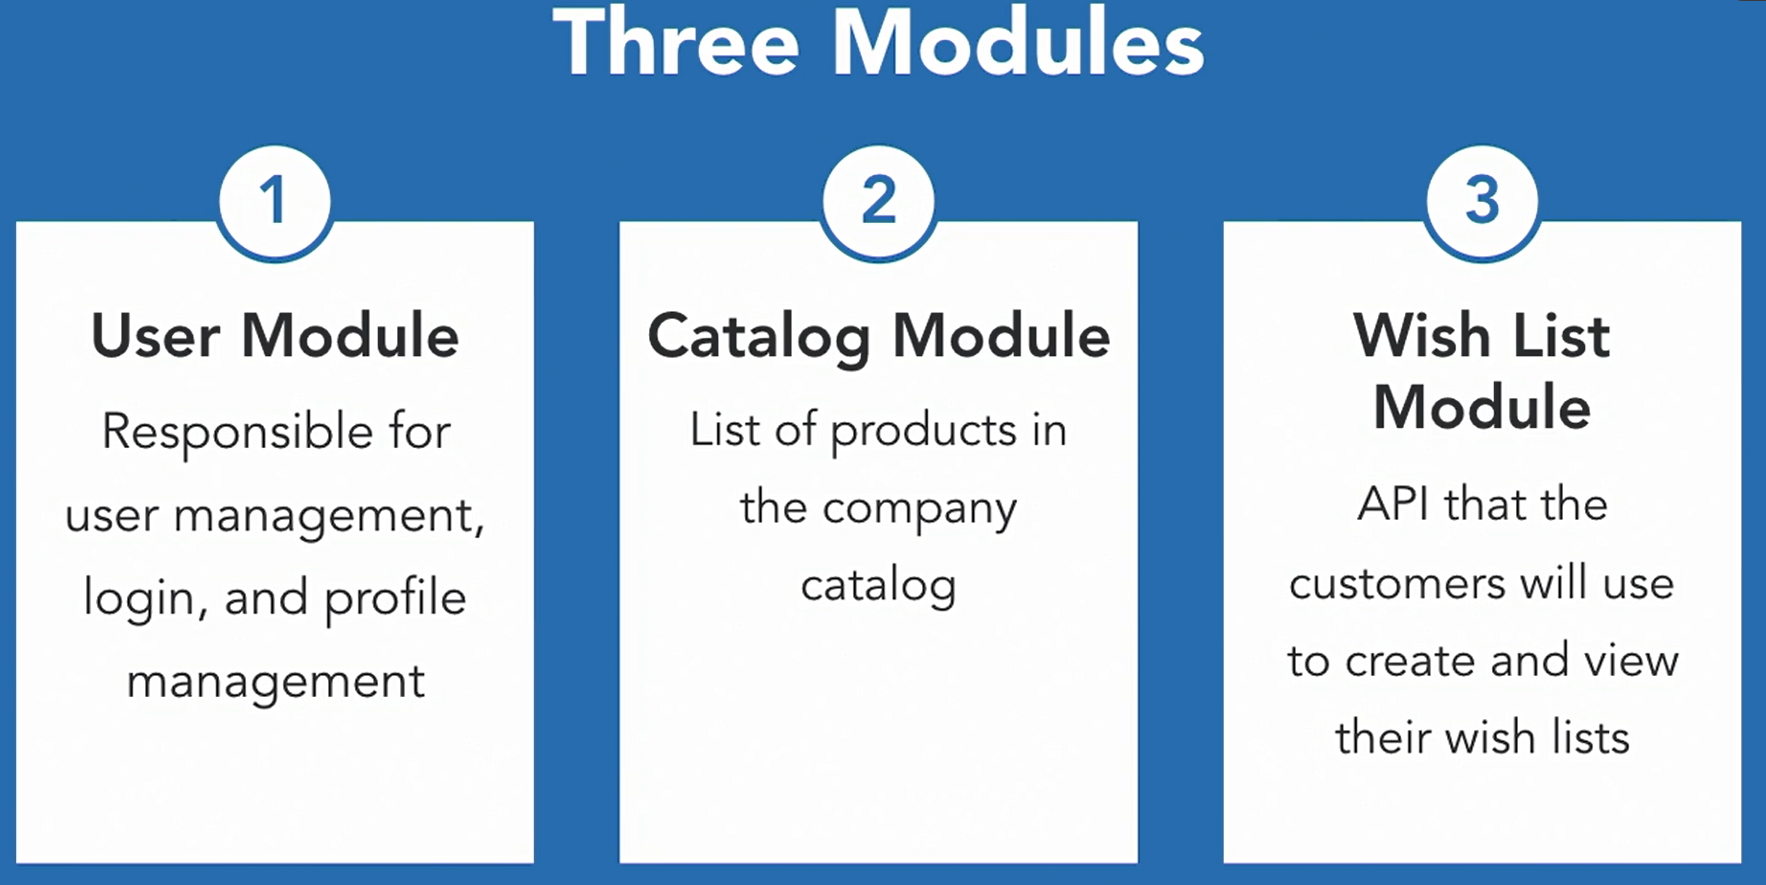 Three Modules
1
User Module
Responsible for
user management,
login, and profile
management
2
Catalog Module
List of products in
the company
catalog
3
Wish List
Module
API that the
customers will use
to create and view
their wish lists